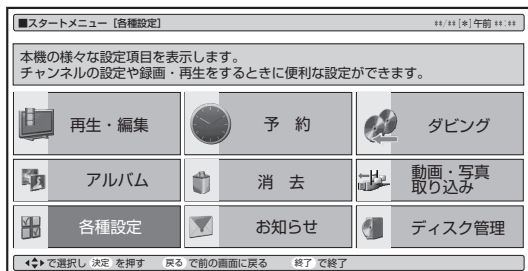 ■スタートメニュー［各種設定］ **/**[*]午前 **:**
本機の様々な設定項目を表示します。
チャンネルの設定や録画・再生をするときに便利な設定ができます。
再生・編集 予 約 ダビング
アルバム 消 去 動画・写真
取り込み
各種設定 お知らせ ディスク管理
で選択し 決定 を押す 戻る で前の画面に戻る 終了 で終了